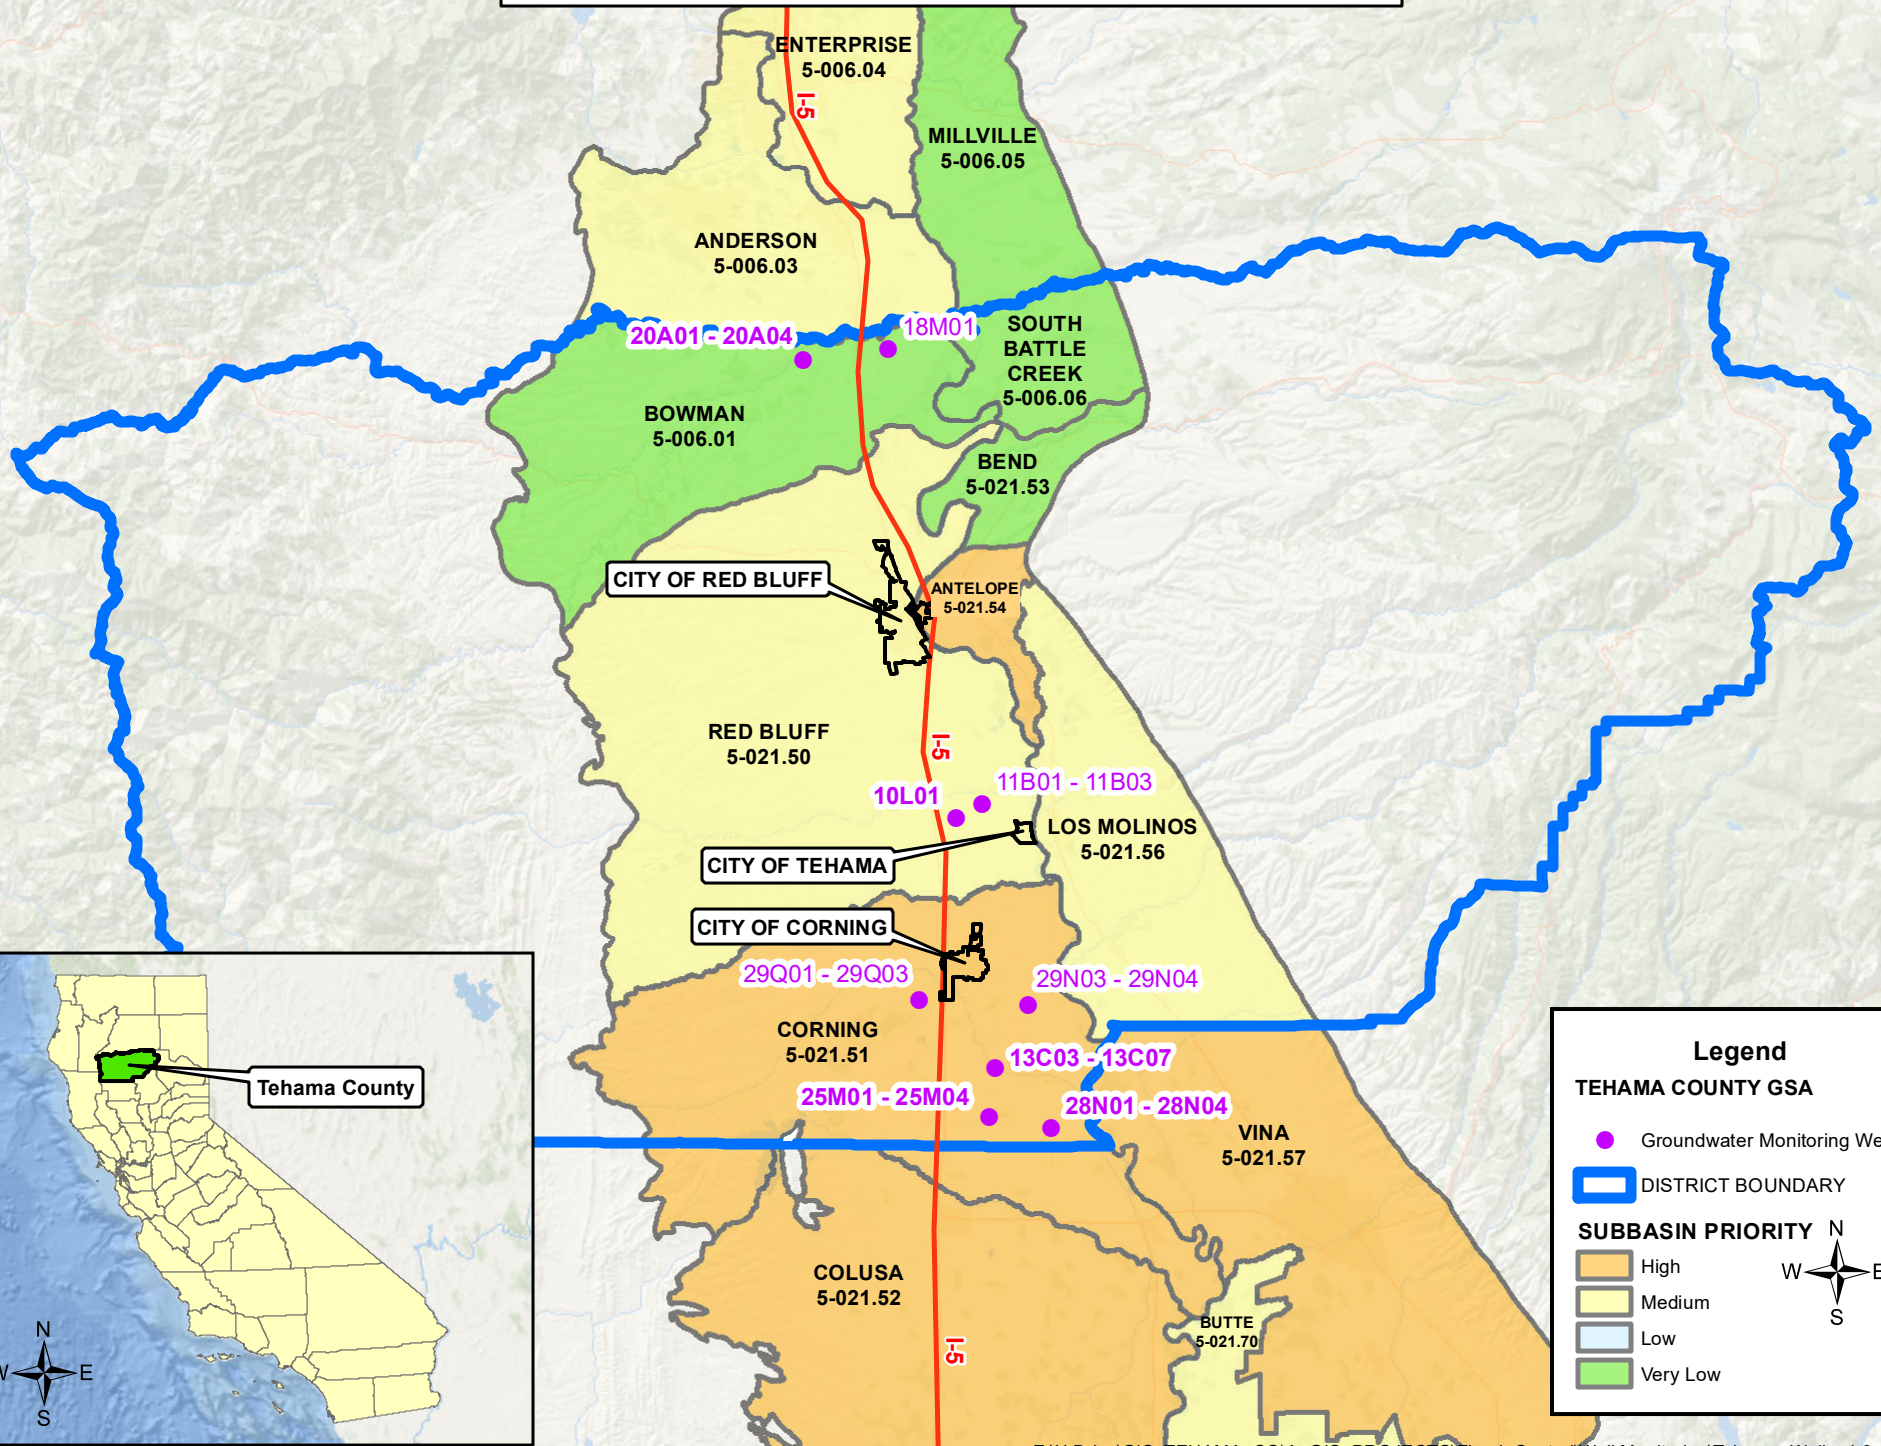 ENTERPRISE
5-006.04
I-5
MILLVILLE
5-006.05
ANDERSON
5-006.03
20A01 - 20A04
18M01
SOUTH
BATTLE
CREEK
5-006.06
BOWMAN
5-006.01
BEND
5-021.53
CITY OF RED BLUFF
ANTELOPE
5-021.54
RED BLUFF
5-021.50
I-5
10L01
11B01 - 11B03
LOS MOLINOS
5-021.56
CITY OF TEHAMA
CITY OF CORNING
29Q01 - 29Q03
29N03 - 29N04
CORNING
5-021.51
13C03 - 13C07
25M01 - 25M04
28N01 - 28N04
VINA
5-021.57
COLUSA
5-021.52
BUTTE
5-021.70
I-5
Tehama County
N
W E
S
Legend
TEHAMA COUNTY GSA
Groundwater Monitoring We
DISTRICT BOUNDARY
SUBBASIN PRIORITY
High
Medium
Low
Very Low
N
W E
S